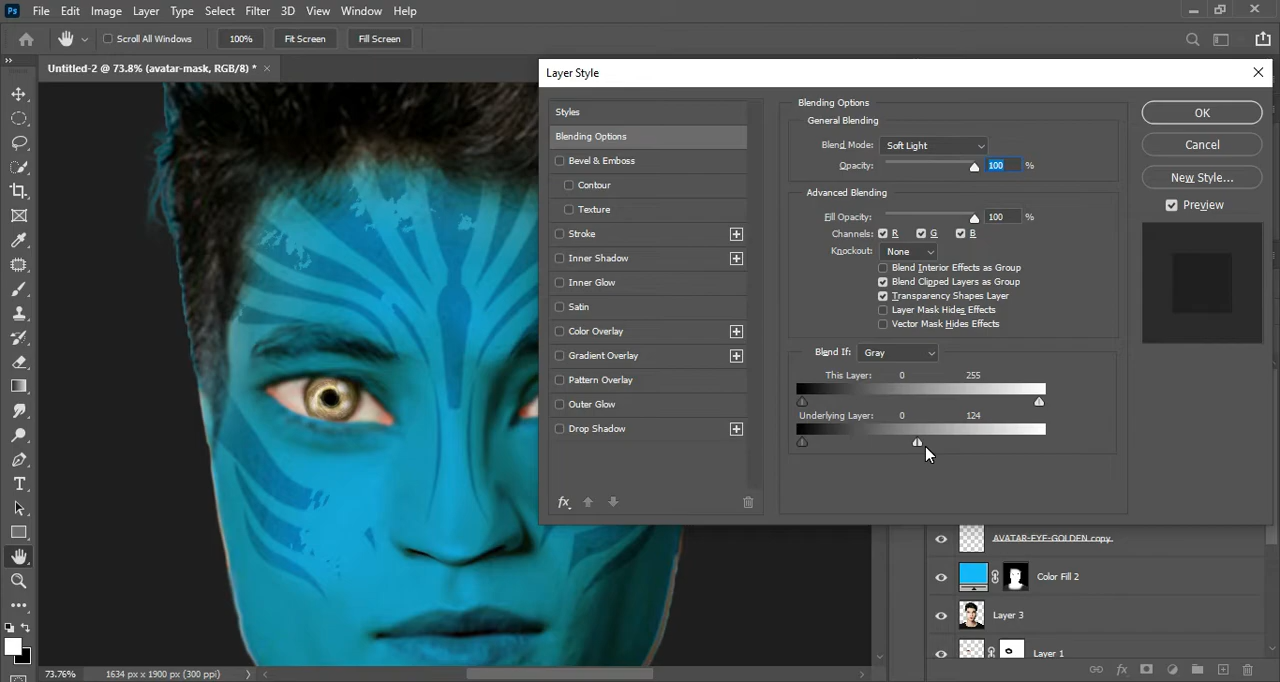 Ps File Edit Image Layer Type Select Filter 3D View Window Help
Scroll All Windows 100% Fit Screen Fill Screen
Untitled-2 @ 73.8% (avatar-mask, RGB/8) * ×
Layer Style
Styles
Blending Options
Bevel & Emboss
Contour
Texture
Stroke
Inner Shadow
Inner Glow
Satin
Color Overlay
Gradient Overlay
Pattern Overlay
Outer Glow
Drop Shadow
fx
Blending Options
General Blending
Blend Mode: Soft Light
Opacity: 100 %
Advanced Blending
Fill Opacity: 100 %
Channels: R G B
Knockout: None
Blend Interior Effects as Group
Blend Clipped Layers as Group
Transparency Shapes Layer
Layer Mask Hides Effects
Vector Mask Hides Effects
Blend If: Gray
This Layer: 0 255
Underlying Layer: 0 124
OK
Cancel
New Style...
Preview
AVATAR-EYE-GOLDEN copy
Color Fill 2
Layer 3
Layer 1
fx
73.76% 1634 px x 1900 px (300 ppi)